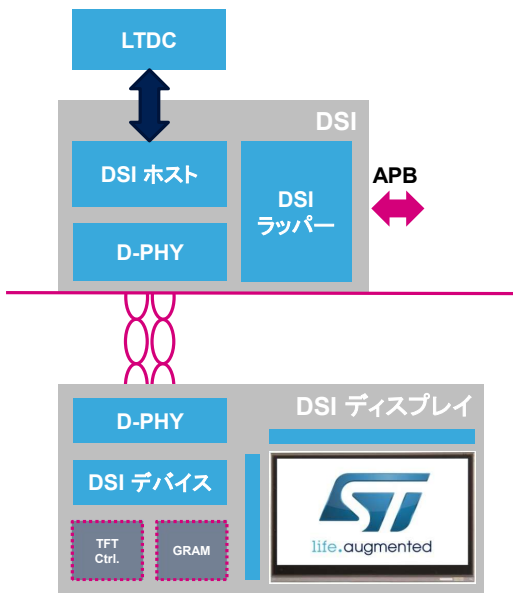 LTDC
DSI
DSI ホスト
DSI
ラッパー
APB
D-PHY
DSI ディスプレイ
D-PHY
DSI デバイス
TFT
Ctrl.
GRAM
ST
life.augmented